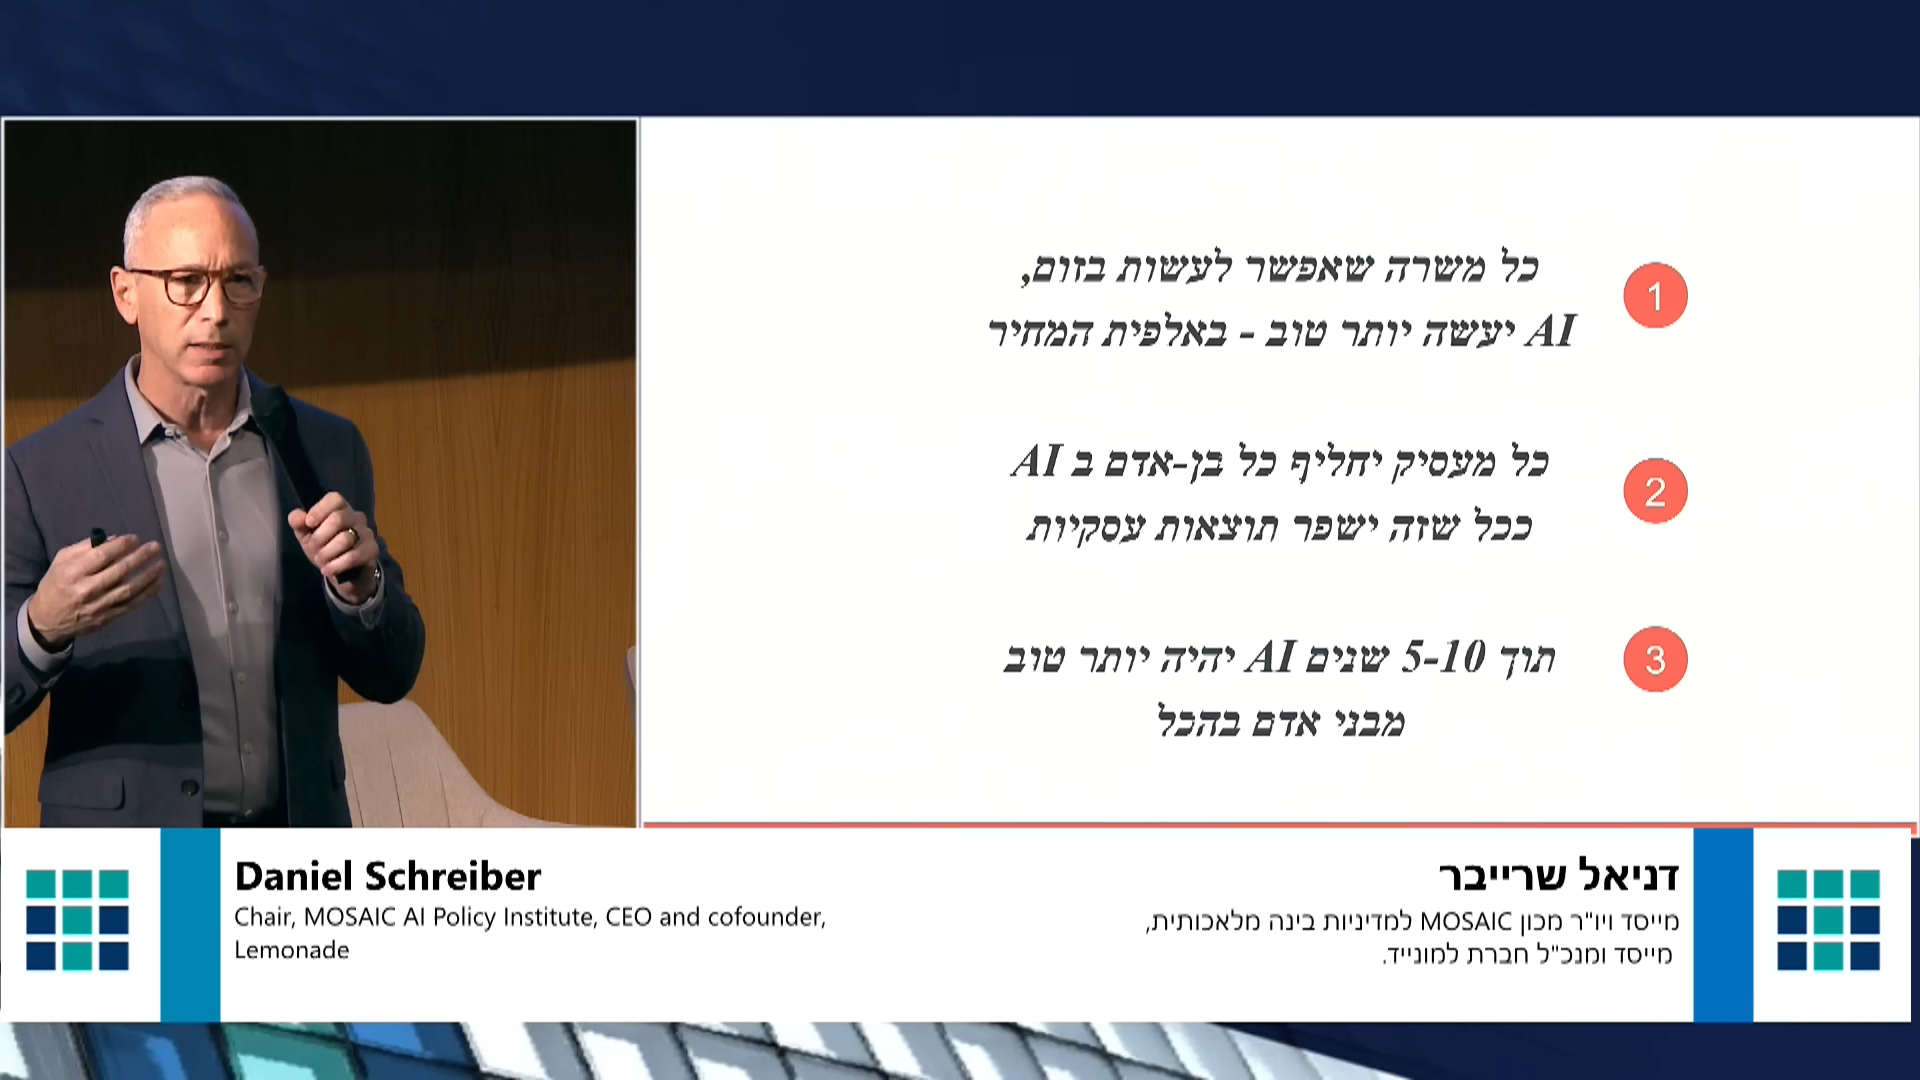 כל משרה שאפשר לעשות בזום,
AI יעשה יותר טוב - באלפית המחיר
1
כל מעסיק יחליף כל בן-אדם ב AI
ככל שזה ישפר תוצאות עסקיות
2
תוך 5-10 שנים AI יהיה יותר טוב
מבני אדם בהכל
3
Daniel Schreiber
Chair, MOSAIC AI Policy Institute, CEO and cofounder,
Lemonade
דניאל שרייבר
מייסד ויו"ר מכון MOSAIC למדיניות בינה מלאכותית,
מייסד ומנכ"ל חברת למונייד.